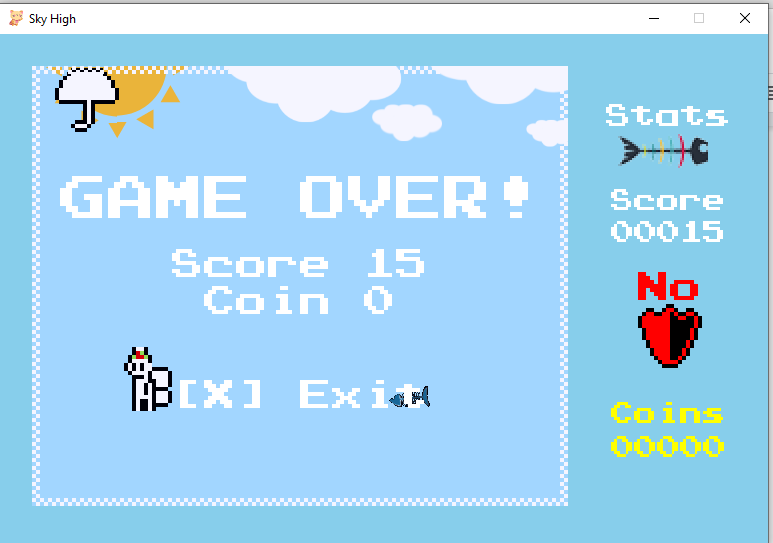 Sky High
GAME OVER!
Score 15
Coin 0
[X] Exit
Stats
Score
00015
No
Coins
00000